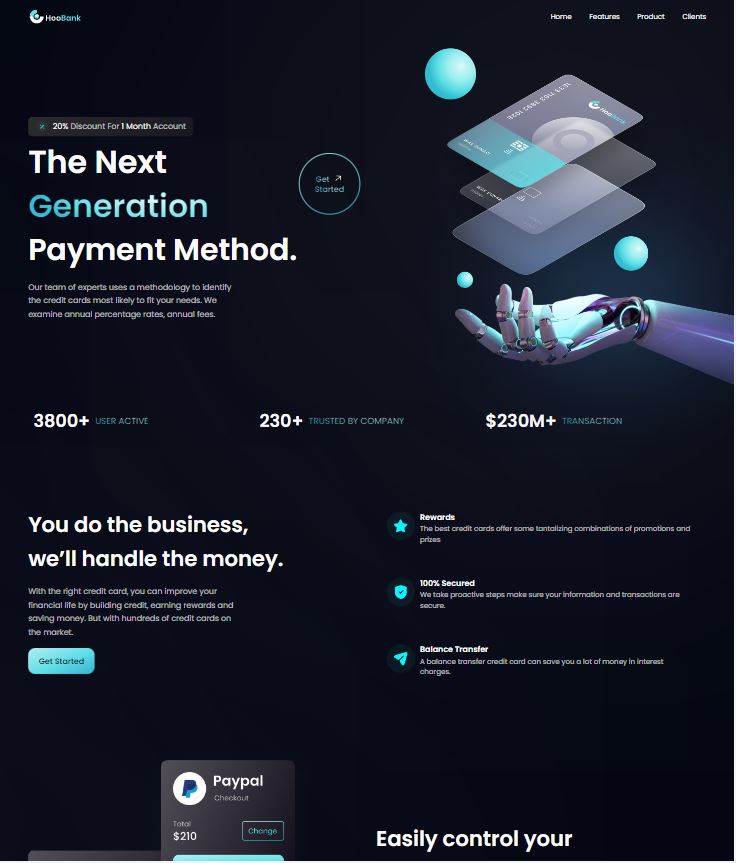 HooBank
Home Features Product Clients
20% Discount For 1 Month Account
The Next
Generation
Payment Method.
Get
Started
Our team of experts uses a methodology to identify
the credit cards most likely to fit your needs. We
examine annual percentage rates, annual fees.
HooBank
3800+ USER ACTIVE
230+ TRUSTED BY COMPANY
$230M+ TRANSACTION
You do the business,
we’ll handle the money.
With the right credit card, you can improve your
financial life by building credit, earning rewards and
saving money. But with hundreds of credit cards on
the market.
Get Started
Rewards
The best credit cards offer some tantalizing combinations of promotions and
prizes
100% Secured
We take proactive steps make sure your information and transactions are
secure.
Balance Transfer
A balance transfer credit card can save you a lot of money in interest
charges.
Paypal
Checkout
Total
$210
Change
Easily control your